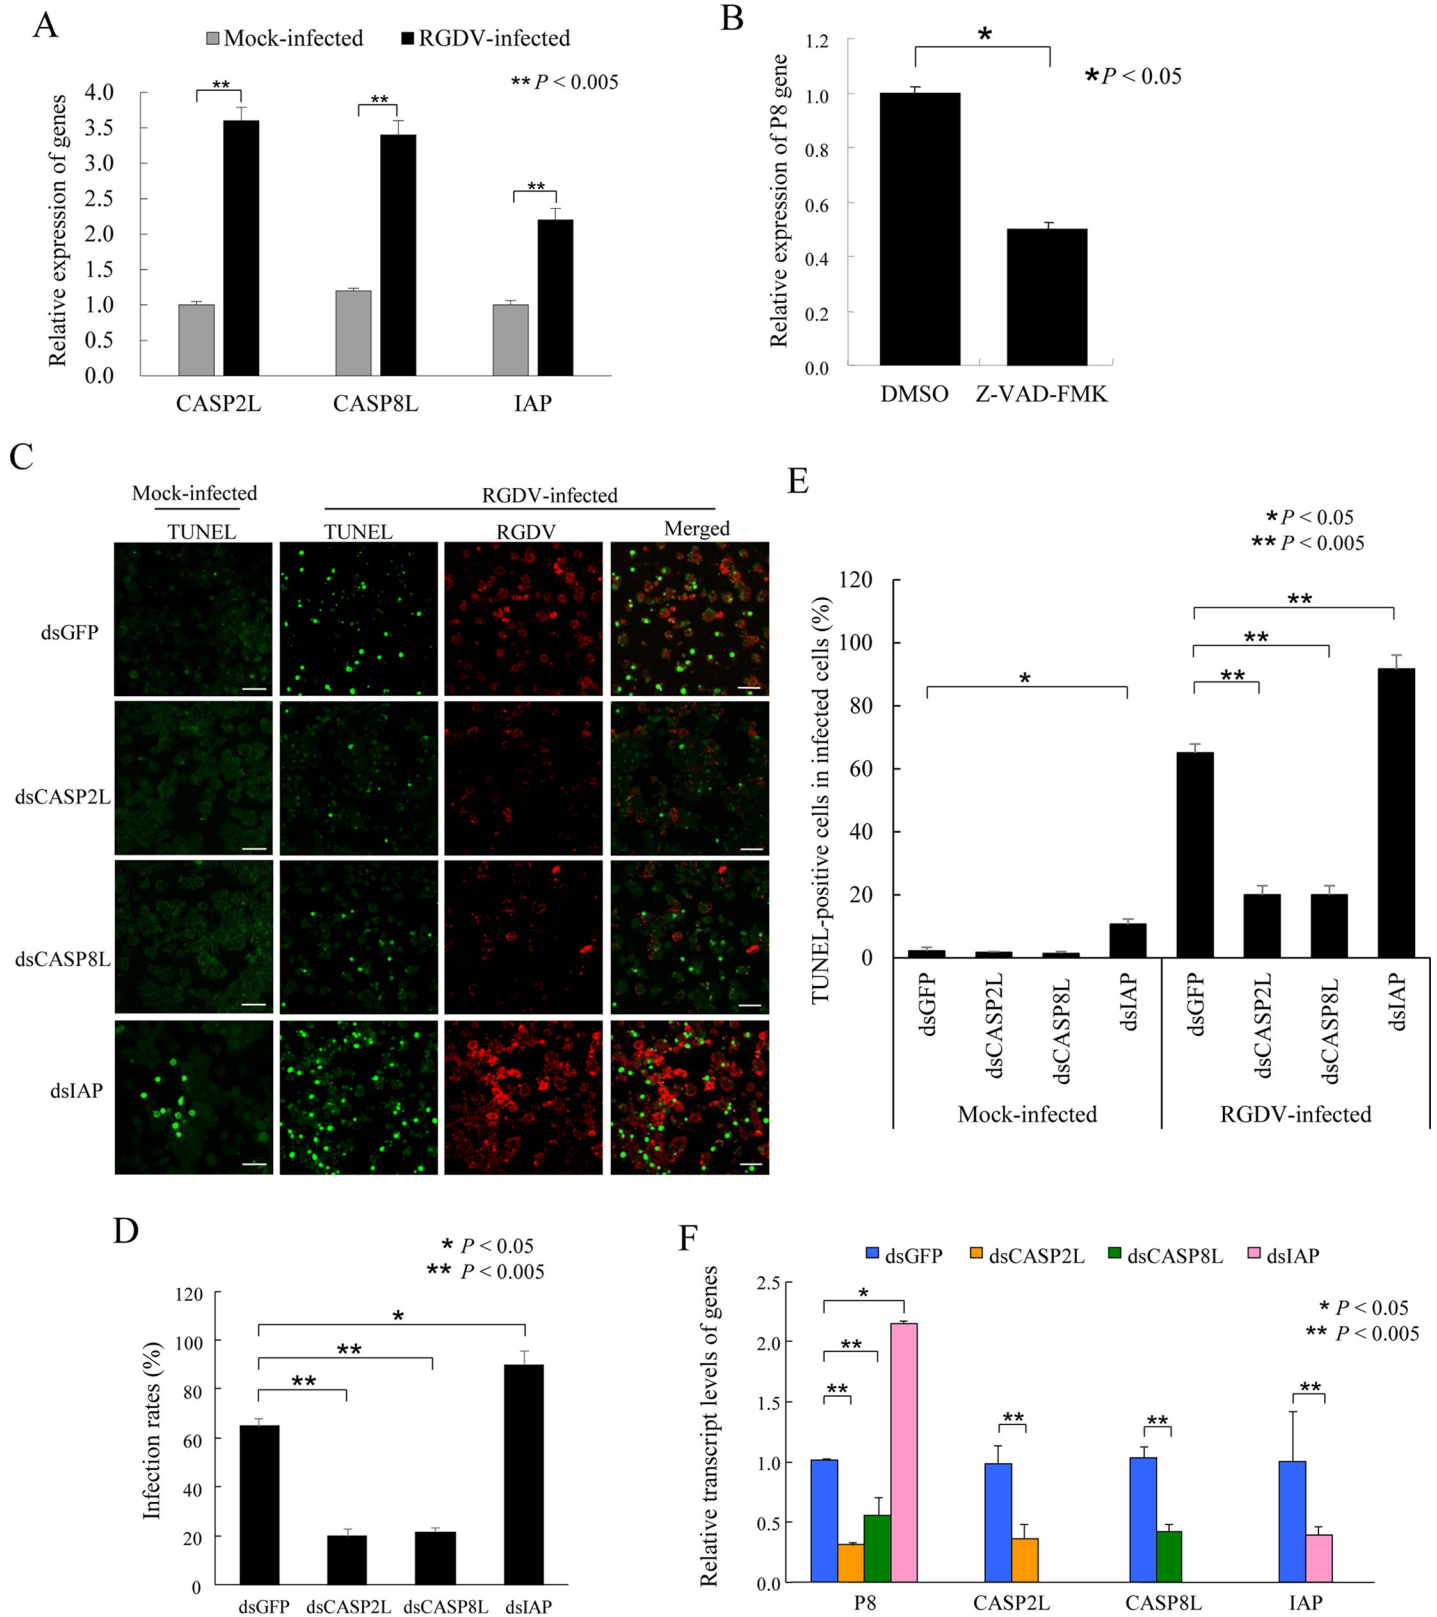 A
Mock-infected RGDV-infected
** P < 0.005
Relative expression of genes
4.0
3.5
3.0
2.5
2.0
1.5
1.0
0.5
0.0
** ** **
CASP2L CASP8L IAP
B
Relative expression of P8 gene
1.2
1.0
0.8
0.6
0.4
0.2
0.0
*
* P < 0.05
DMSO Z-VAD-FMK
C
Mock-infected RGDV-infected
TUNEL TUNEL RGDV Merged
dsGFP
dsCASP2L
dsCASP8L
dsIAP
E
* P < 0.05
** P < 0.005
TUNEL-positive cells in infected cells (%)
120
100
80
60
40
20
0
*
**
**
**
dsGFP dsCASP2L dsCASP8L dsIAP dsGFP dsCASP2L dsCASP8L dsIAP
Mock-infected RGDV-infected
D
* P < 0.05
** P < 0.005
Infection rates (%)
120
100
80
60
40
20
0
*
**
**
dsGFP dsCASP2L dsCASP8L dsIAP
F
dsGFP dsCASP2L dsCASP8L dsIAP
* P < 0.05
** P < 0.005
Relative transcript levels of genes
2.5
2.0
1.5
1.0
0.5
0.0
*
**
**
** ** **
P8 CASP2L CASP8L IAP